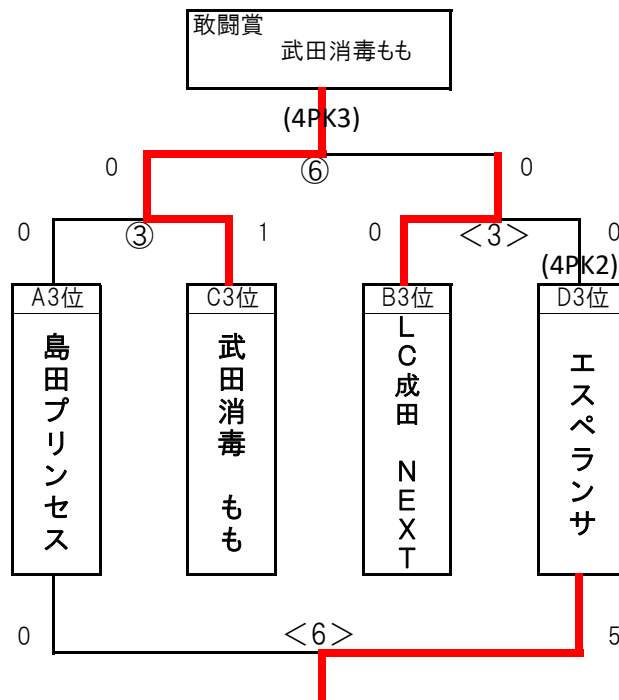 敢闘賞
武田消毒もも
(4PK3)
0
⑥
0
0
③
1
0
＜3＞
0
(4PK2)
A3位
C3位
B3位
D3位
島田プリンセス
武田消毒 もも
LC成田 NEXT
エスペランサ
0
＜6＞
5